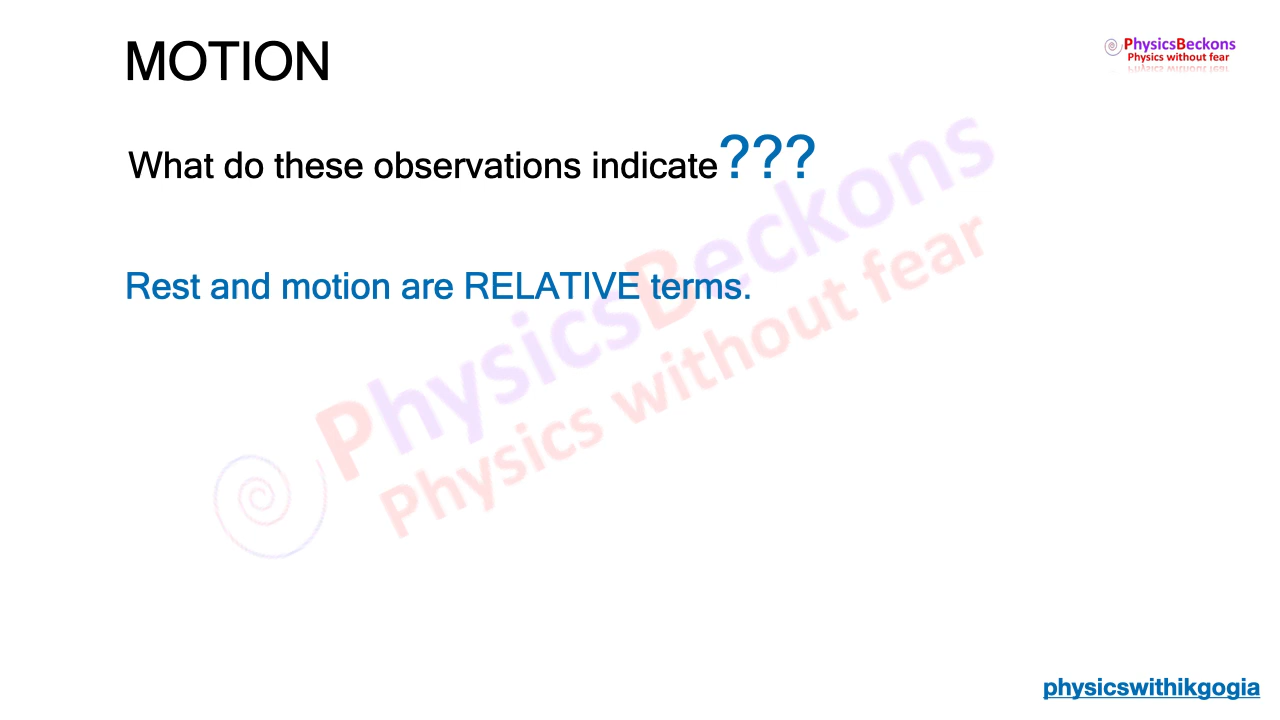 MOTION
PhysicsBeckons
Physics without fear
What do these observations indicate???
Rest and motion are RELATIVE terms.
PhysicsBeckons
Physics without fear
physicswithikgogia